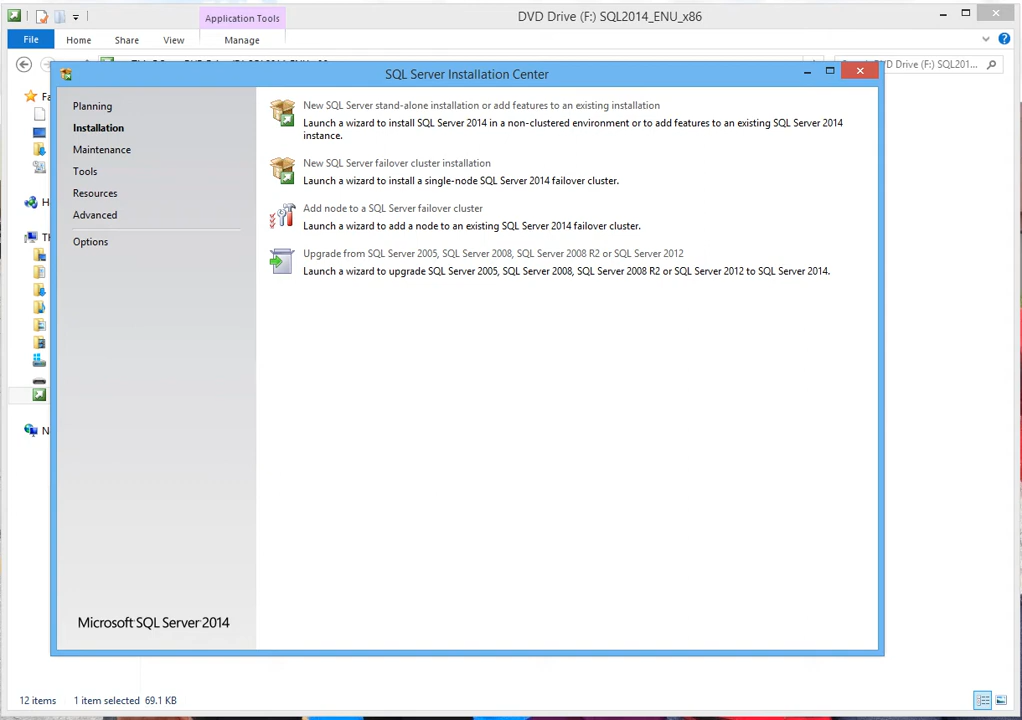 Application Tools
DVD Drive (F:) SQL2014_ENU_x86
File
Home
Share
View
Manage
DVD Drive (F:) SQL201...
SQL Server Installation Center
Planning
Installation
Maintenance
Tools
Resources
Advanced
Options
New SQL Server stand-alone installation or add features to an existing installation
Launch a wizard to install SQL Server 2014 in a non-clustered environment or to add features to an existing SQL Server 2014
instance.
New SQL Server failover cluster installation
Launch a wizard to install a single-node SQL Server 2014 failover cluster.
Add node to a SQL Server failover cluster
Launch a wizard to add a node to an existing SQL Server 2014 failover cluster.
Upgrade from SQL Server 2005, SQL Server 2008, SQL Server 2008 R2 or SQL Server 2012
Launch a wizard to upgrade SQL Server 2005, SQL Server 2008, SQL Server 2008 R2 or SQL Server 2012 to SQL Server 2014.
Microsoft SQL Server 2014
12 items
1 item selected 69.1 KB